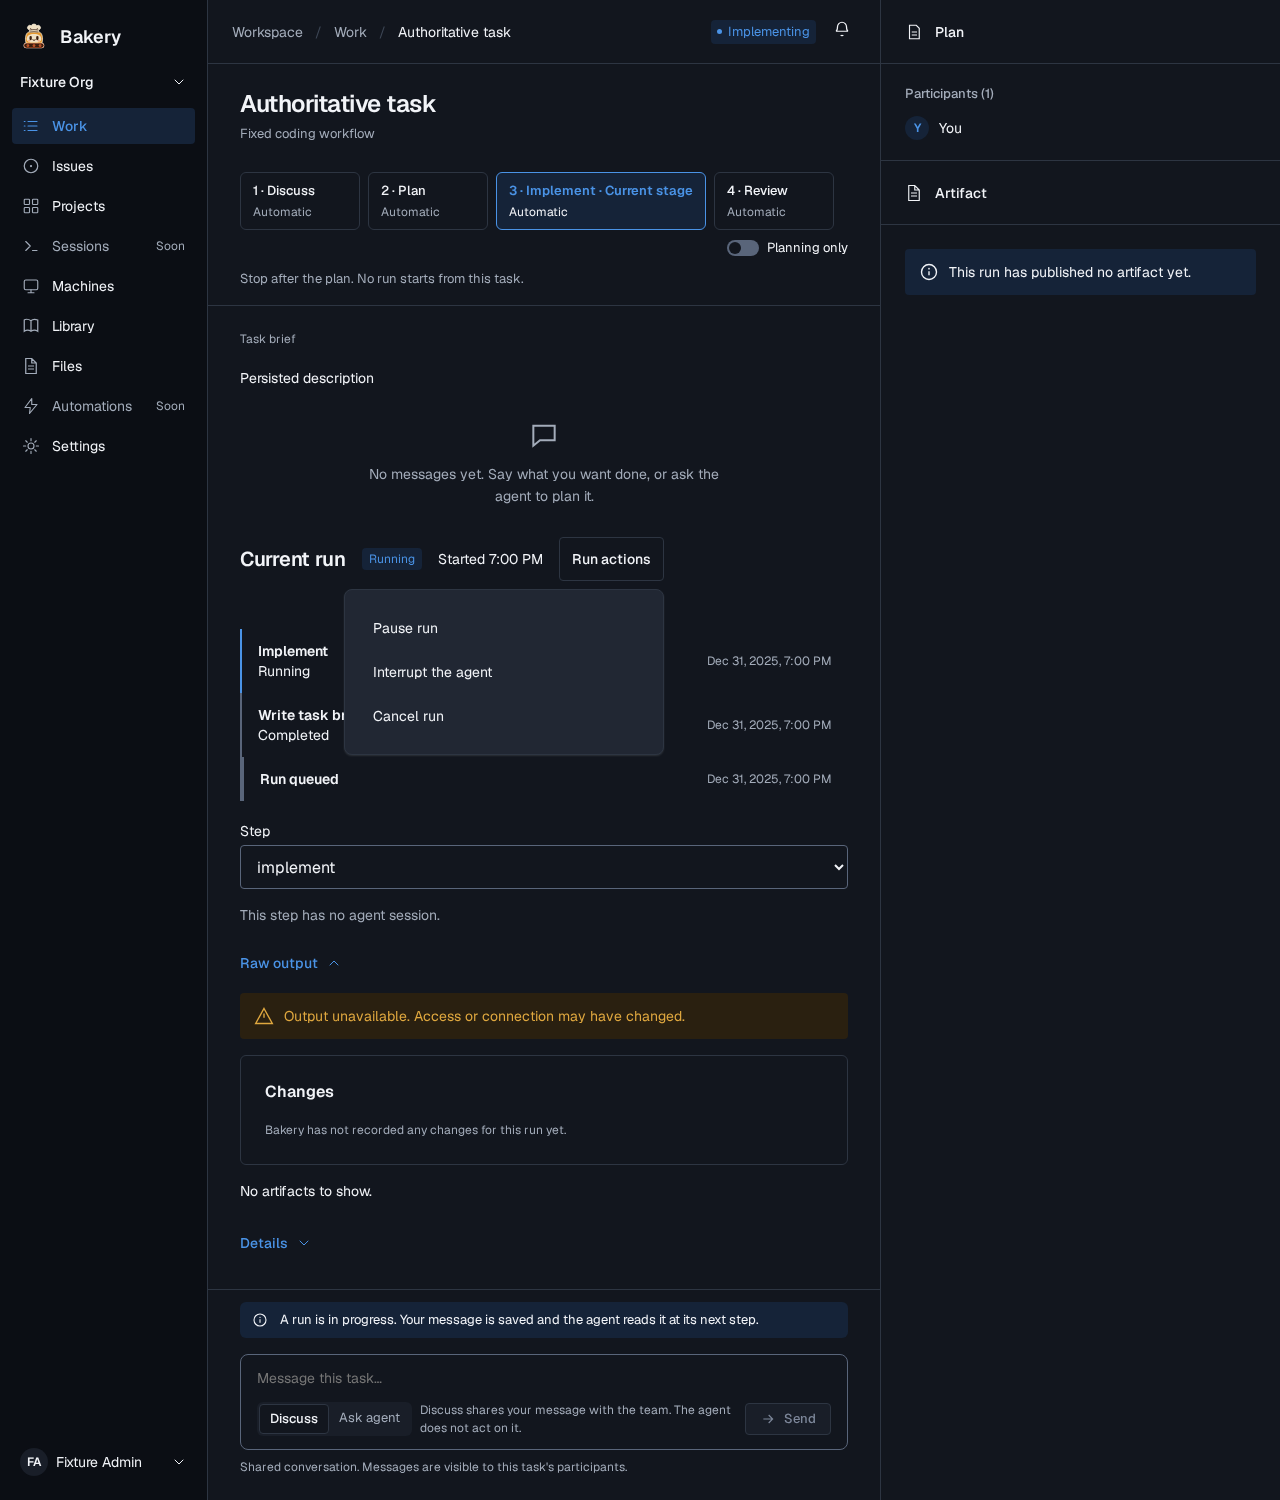 Bakery
Fixture Org
Work
Issues
Projects
Sessions Soon
Machines
Library
Files
Automations Soon
Settings
FA Fixture Admin
Workspace / Work / Authoritative task
Implementing
Authoritative task
Fixed coding workflow
1 · Discuss
Automatic
2 · Plan
Automatic
3 · Implement · Current stage
Automatic
4 · Review
Automatic
Planning only
Stop after the plan. No run starts from this task.
Task brief
Persisted description
No messages yet. Say what you want done, or ask the
agent to plan it.
Current run Running Started 7:00 PM Run actions
Pause run
Interrupt the agent
Cancel run
Implement
Running
Dec 31, 2025, 7:00 PM
Write task br
Completed
Dec 31, 2025, 7:00 PM
Run queued
Dec 31, 2025, 7:00 PM
Step
implement
This step has no agent session.
Raw output
Output unavailable. Access or connection may have changed.
Changes
Bakery has not recorded any changes for this run yet.
No artifacts to show.
Details
A run is in progress. Your message is saved and the agent reads it at its next step.
Message this task...
Discuss Ask agent
Discuss shares your message with the team. The agent
does not act on it.
Send
Shared conversation. Messages are visible to this task's participants.
Plan
Participants (1)
Y You
Artifact
This run has published no artifact yet.